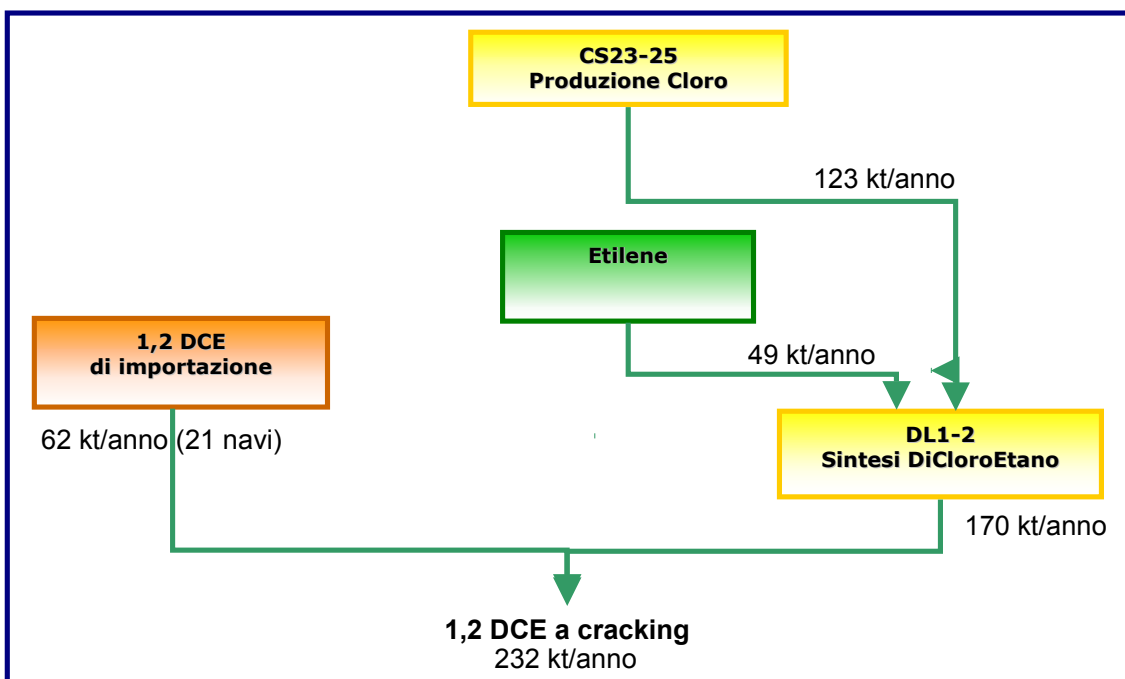 CS23-25
Produzione Cloro
123 kt/anno
Etilene
49 kt/anno
1,2 DCE
di importazione
62 kt/anno (21 navi)
DL1-2
Sintesi DiCloroEtano
170 kt/anno
1,2 DCE a cracking
232 kt/anno